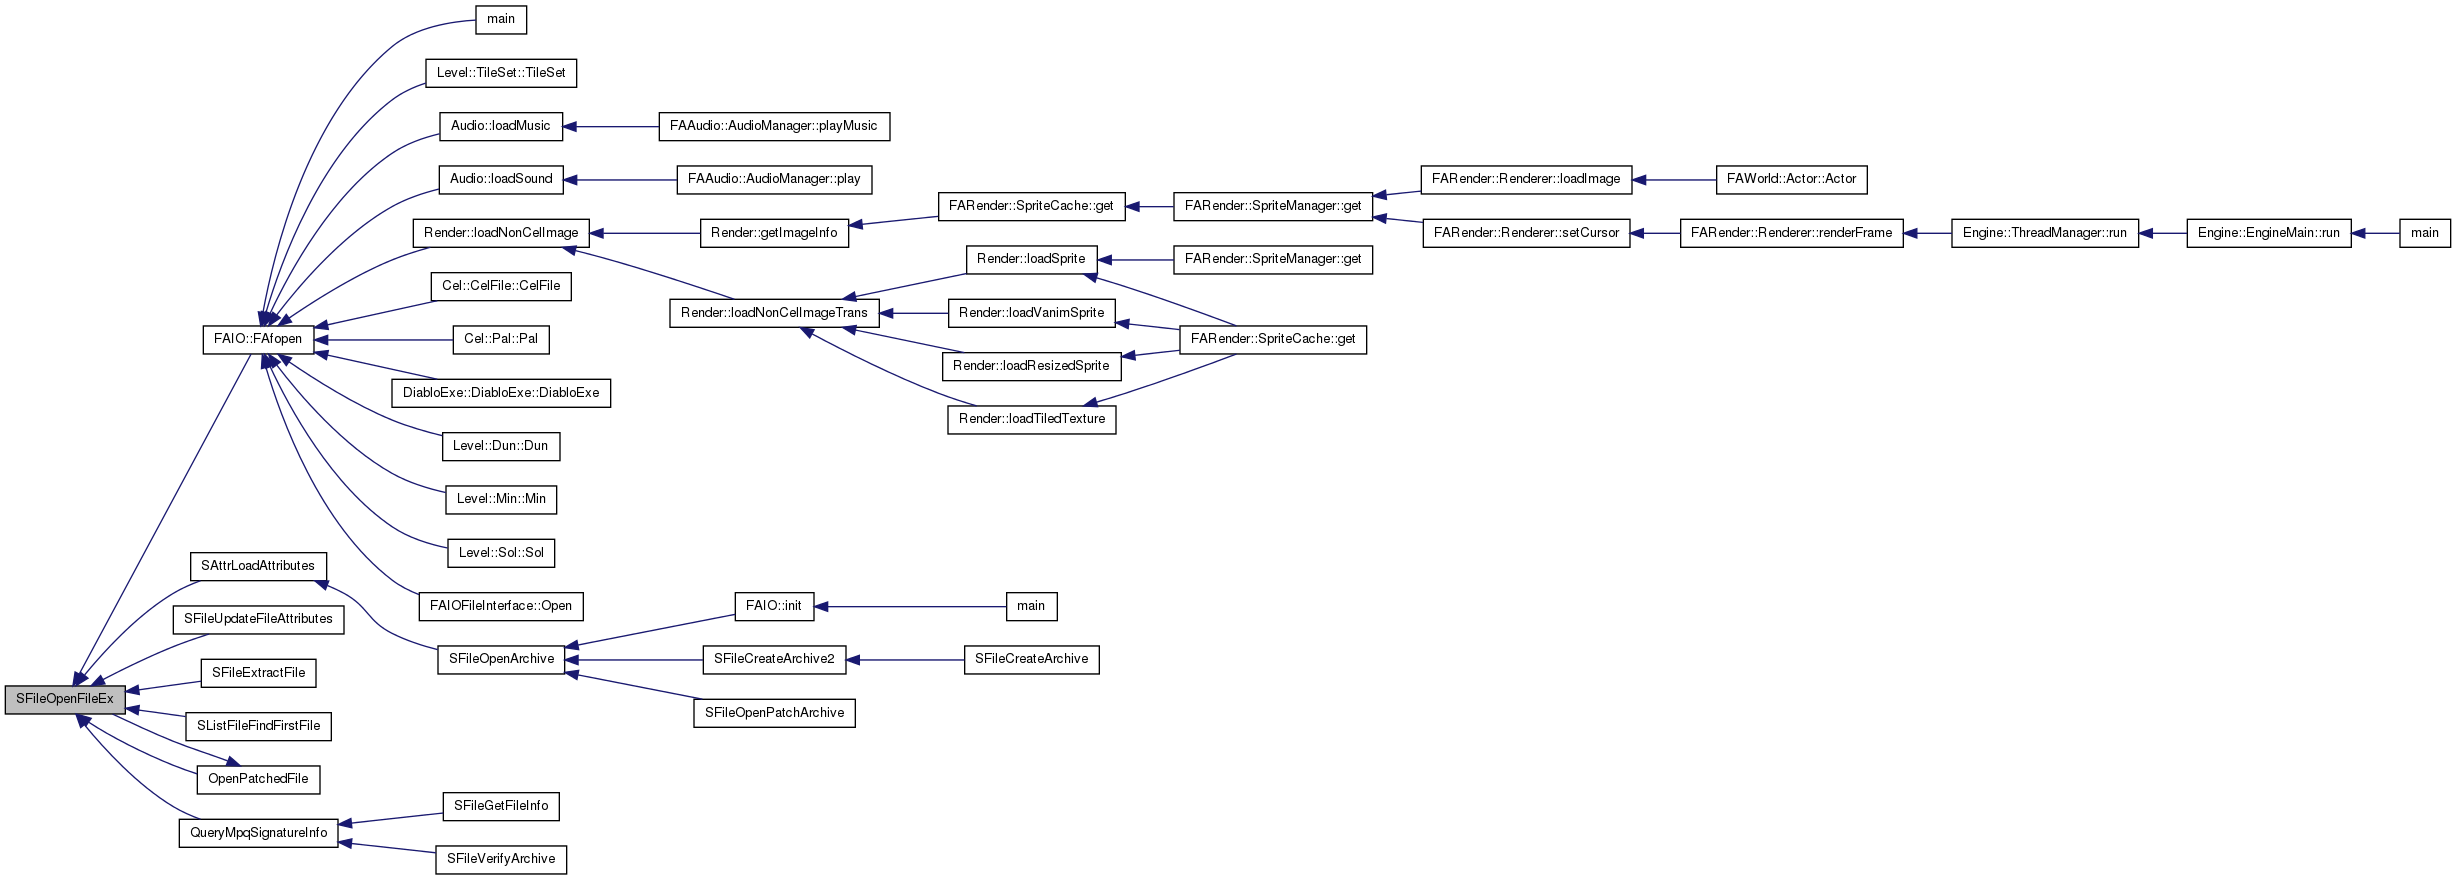 main
Level::TileSet::TileSet
Audio::loadMusic
FAAudio::AudioManager::playMusic
Audio::loadSound
FAAudio::AudioManager::play
FARender::Renderer::loadImage
FAWorld::Actor::Actor
FARender::SpriteCache::get
FARender::SpriteManager::get
Render::loadNonCelImage
Render::getImageInfo
FARender::Renderer::setCursor
FARender::Renderer::renderFrame
Engine::ThreadManager::run
Engine::EngineMain::run
main
Render::loadSprite
FARender::SpriteManager::get
Cel::CelFile::CelFile
Render::loadNonCelImageTrans
Render::loadVanimSprite
FAIO::FAfopen
Cel::Pal::Pal
FARender::SpriteCache::get
Render::loadResizedSprite
DiabloExe::DiabloExe::DiabloExe
Render::loadTiledTexture
Level::Dun::Dun
Level::Min::Min
Level::Sol::Sol
SAttrLoadAttributes
FAIOFileInterface::Open
FAIO::init
main
SFileUpdateFileAttributes
SFileOpenArchive
SFileCreateArchive2
SFileCreateArchive
SFileExtractFile
SFileOpenFileEx
SFileOpenPatchArchive
SListFileFindFirstFile
OpenPatchedFile
SFileGetFileInfo
QueryMpqSignatureInfo
SFileVerifyArchive